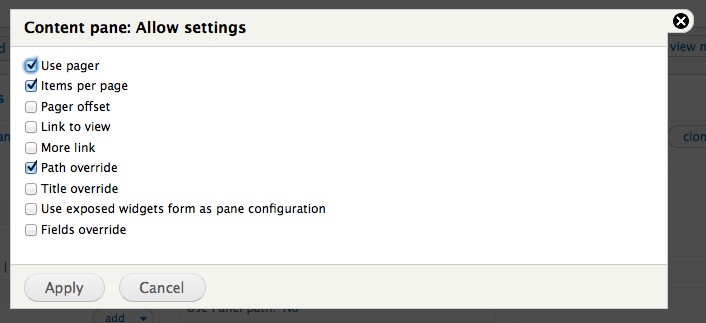 Content pane: Allow settings
view
Use pager
Items per page
Pager offset
Link to view
More link
Path override
Title override
Use exposed widgets form as pane configuration
Fields override
Apply
Cancel
add
Use Panel path: No